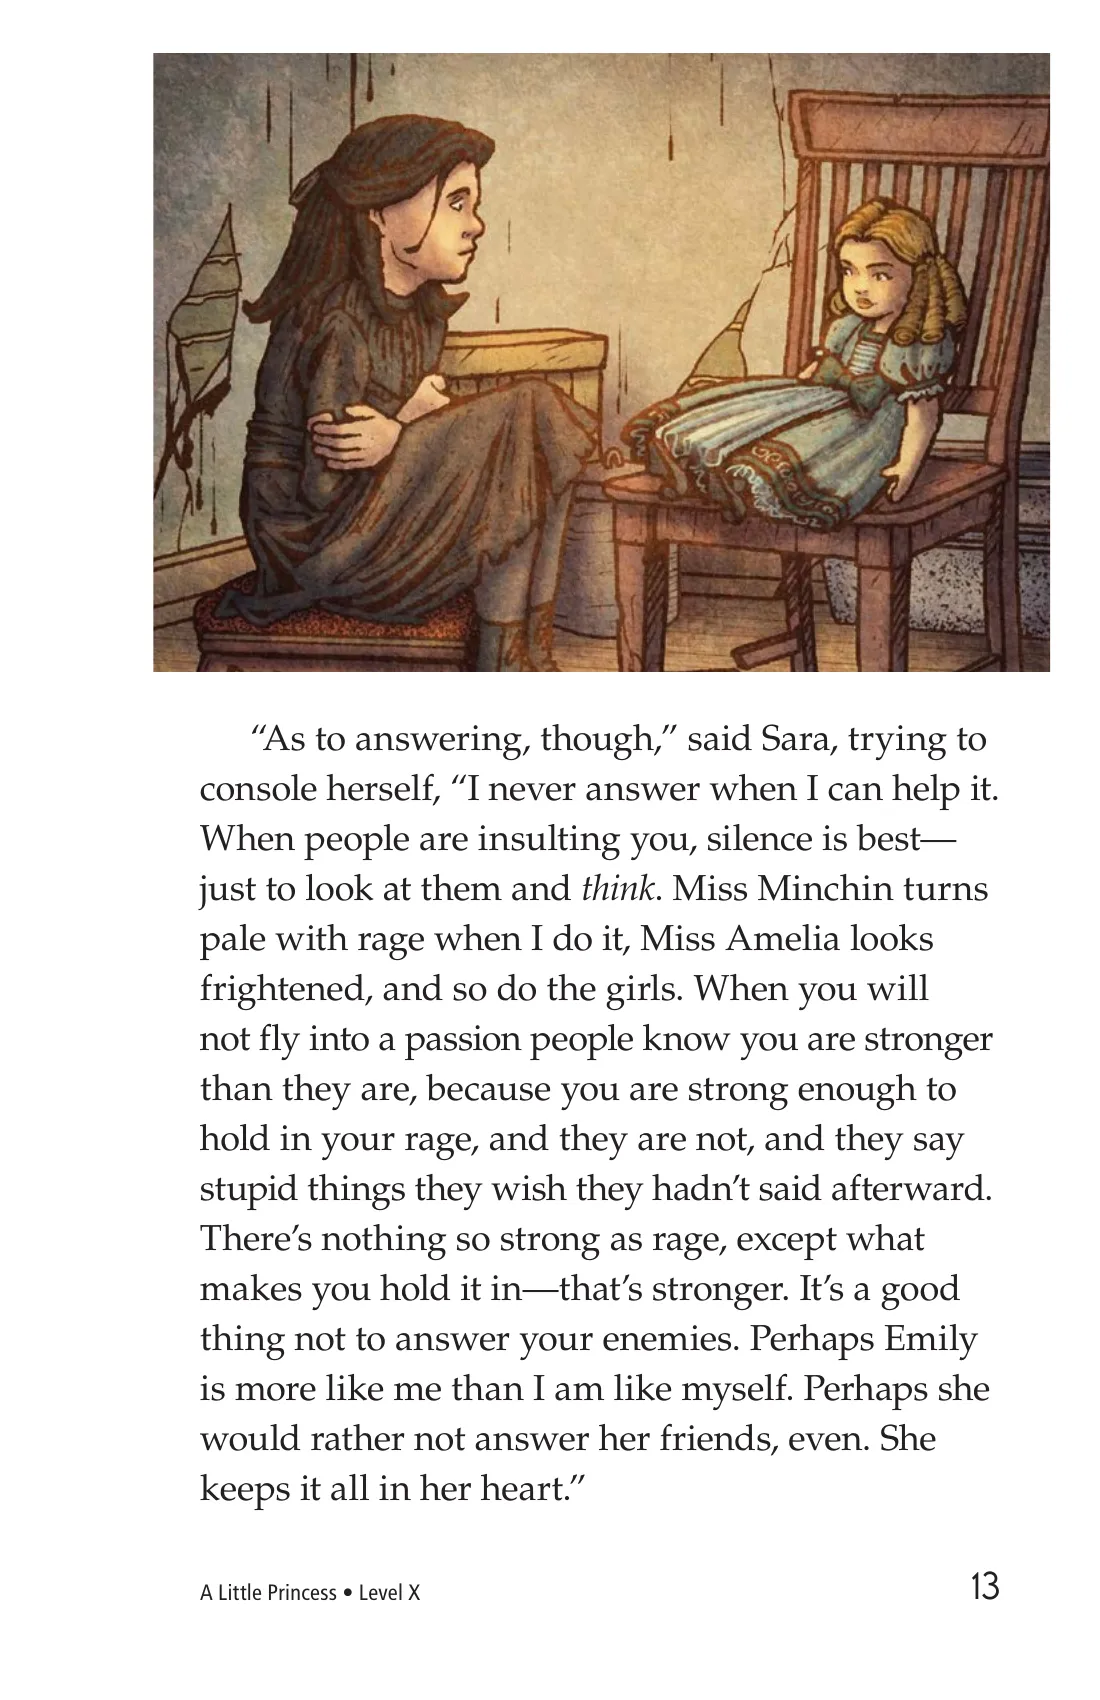 “As to answering, though,” said Sara, trying to
console herself, “I never answer when I can help it.
When people are insulting you, silence is best—
just to look at them and think. Miss Minchin turns
pale with rage when I do it, Miss Amelia looks
frightened, and so do the girls. When you will
not fly into a passion people know you are stronger
than they are, because you are strong enough to
hold in your rage, and they are not, and they say
stupid things they wish they hadn’t said afterward.
There’s nothing so strong as rage, except what
makes you hold it in—that’s stronger. It’s a good
thing not to answer your enemies. Perhaps Emily
is more like me than I am like myself. Perhaps she
would rather not answer her friends, even. She
keeps it all in her heart.”
A Little Princess • Level X
13